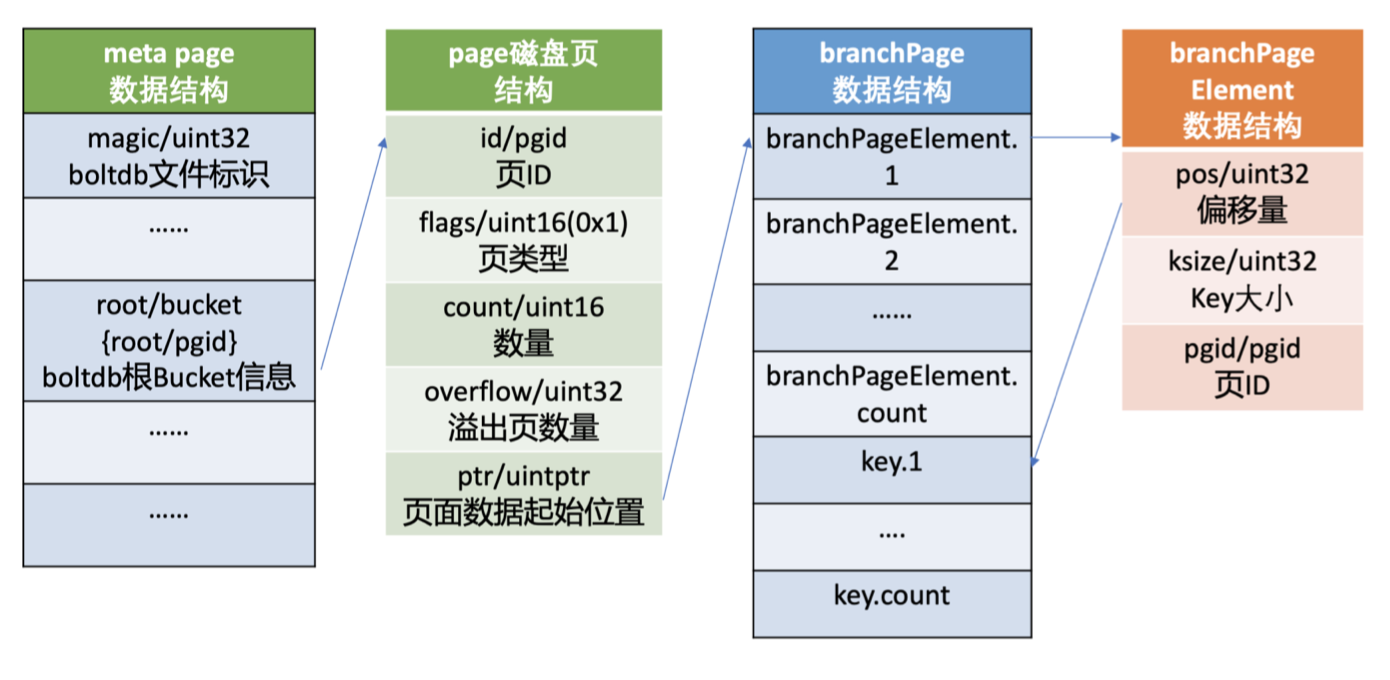 meta page
数据结构
magic/uint32
boltdb文件标识
......
root/bucket
{root/pgid}
boltdb根Bucket信息
......
......
page磁盘页
结构
id/pgid
页ID
flags/uint16(0x1)
页类型
count/uint16
数量
overflow/uint32
溢出页数量
ptr/uintptr
页面数据起始位置
branchPage
数据结构
branchPageElement.
1
branchPageElement.
2
......
branchPageElement.
count
key.1
....
key.count
branchPage
Element
数据结构
pos/uint32
偏移量
ksize/uint32
Key大小
pgid/pgid
页ID